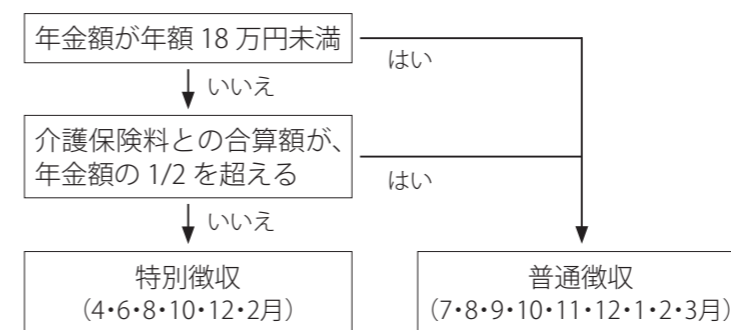 年金額が年額 18 万円未満
はい
いいえ
介護保険料との合算額が、
年金額の 1/2 を超える
はい
いいえ
特別徴収
（4・6・8・10・12・2月）
普通徴収
（7・8・9・10・11・12・1・2・3月）